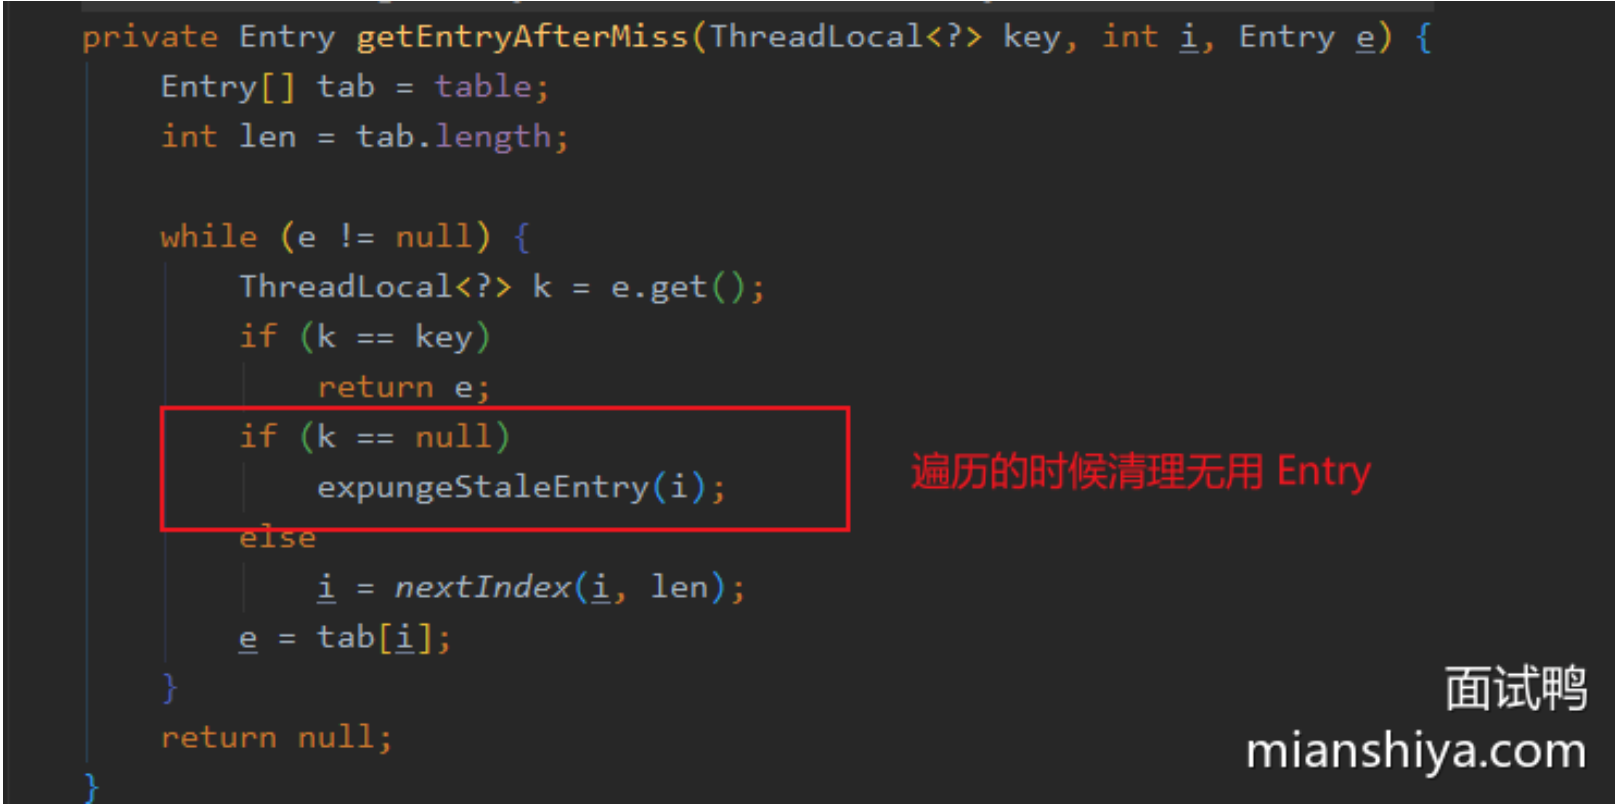 private Entry getEntryAfterMiss(ThreadLocal<?> key, int i, Entry e) {
Entry[] tab = table;
int len = tab.length;
while (e != null) {
ThreadLocal<?> k = e.get();
if (k == key)
return e;
if (k == null)
expungeStaleEntry(i);
遍历的时候清理无用 Entry
else
i = nextIndex(i, len);
e = tab[i];
}
return null;
}
面试鸭
mianshiya.com